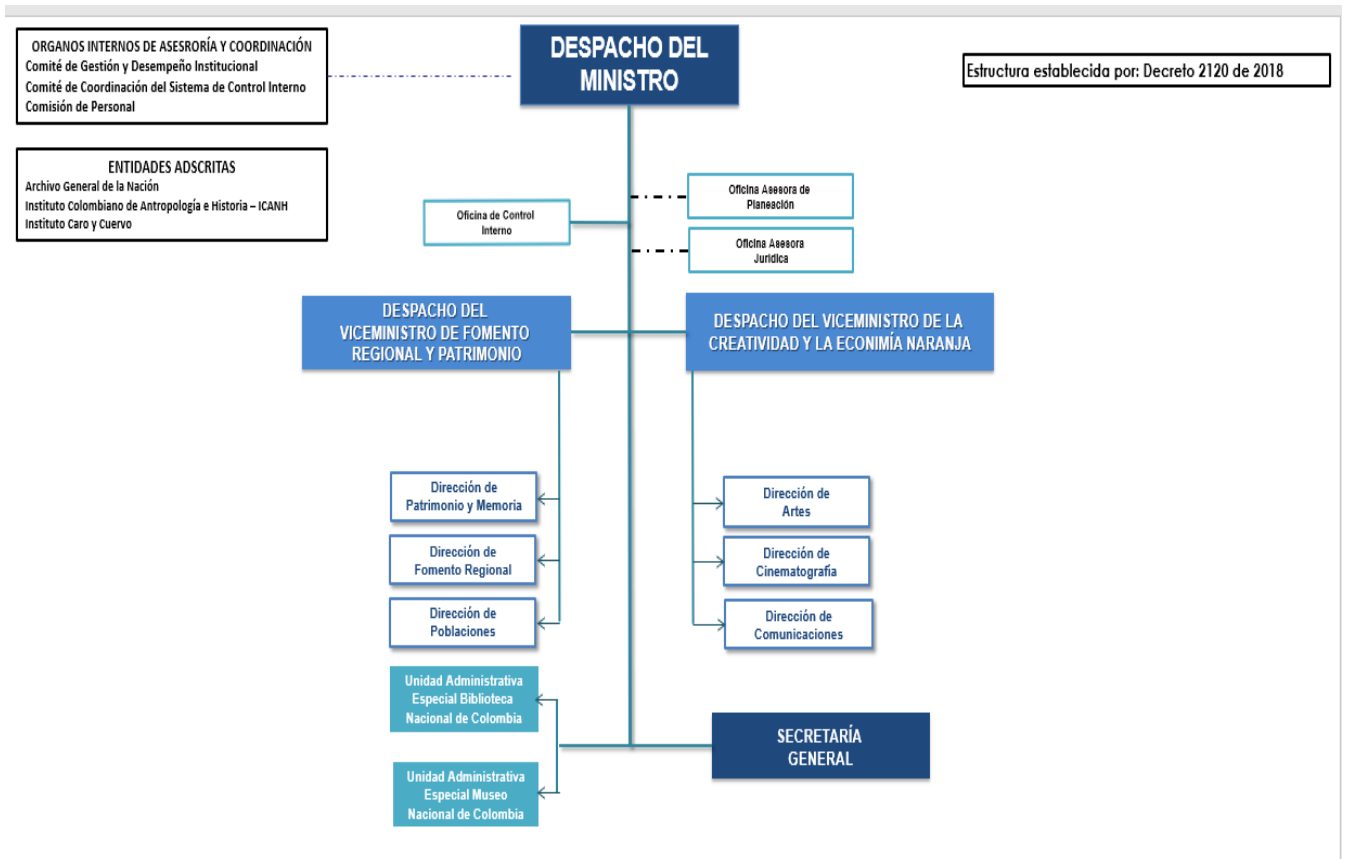 ORGANOS INTERNOS DE ASESRORÍA Y COORDINACIÓN
Comité de Gestión y Desempeño Institucional
Comité de Coordinación del Sistema de Control Interno
Comisión de Personal
DESPACHO DEL
MINISTRO
Estructura establecida por: Decreto 2120 de 2018
ENTIDADES ADSCRITAS
Archivo General de la Nación
Instituto Colombiano de Antropología e Historia – ICANH
Instituto Caro y Cuervo
Oficina Asesora de
Planeación
Oficina de Control
Interno
Oficina Asesora
Jurídica
DESPACHO DEL
VICEMINISTRO DE FOMENTO
REGIONAL Y PATRIMONIO
DESPACHO DEL VICEMINISTRO DE LA
CREATIVIDAD Y LA ECONIMÍA NARANJA
Dirección de
Patrimonio y Memoria
Dirección de
Fomento Regional
Dirección de
Poblaciones
Dirección de
Artes
Dirección de
Cinematografía
Dirección de
Comunicaciones
Unidad Administrativa
Especial Biblioteca
Nacional de Colombia
Unidad Administrativa
Especial Museo
Nacional de Colombia
SECRETARÍA
GENERAL